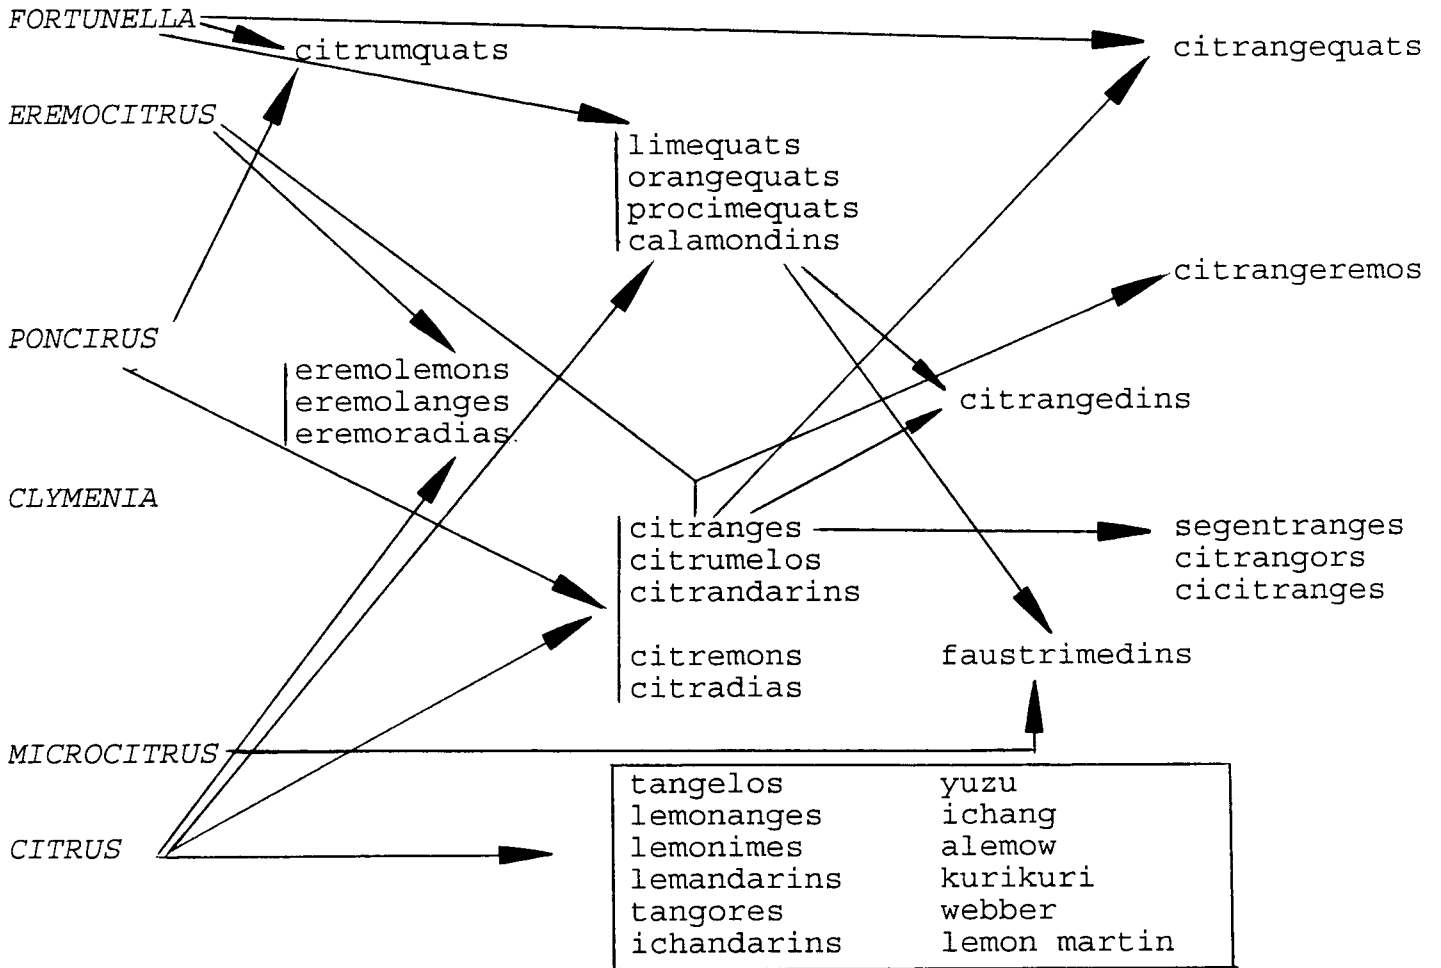 FORTUNELLA
citrumquats
citrangequats
EREMOCITRUS
limequats
orangequats
procimequats
calamondins
citrangeremos
PONCIRUS
eremolemons
eremolanges
eremoradias
citrangedins
CLYMENIA
citranges
citrumelos
citrandarins
citremons
citradias
segentranges
citrangors
cicitranges
faustrimedins
MICROCITRUS
CITRUS
tangelos
lemonanges
lemonimes
lemandarins
tangores
ichandarins
yuzu
ichang
alemow
kurikuri
webber
lemon martin